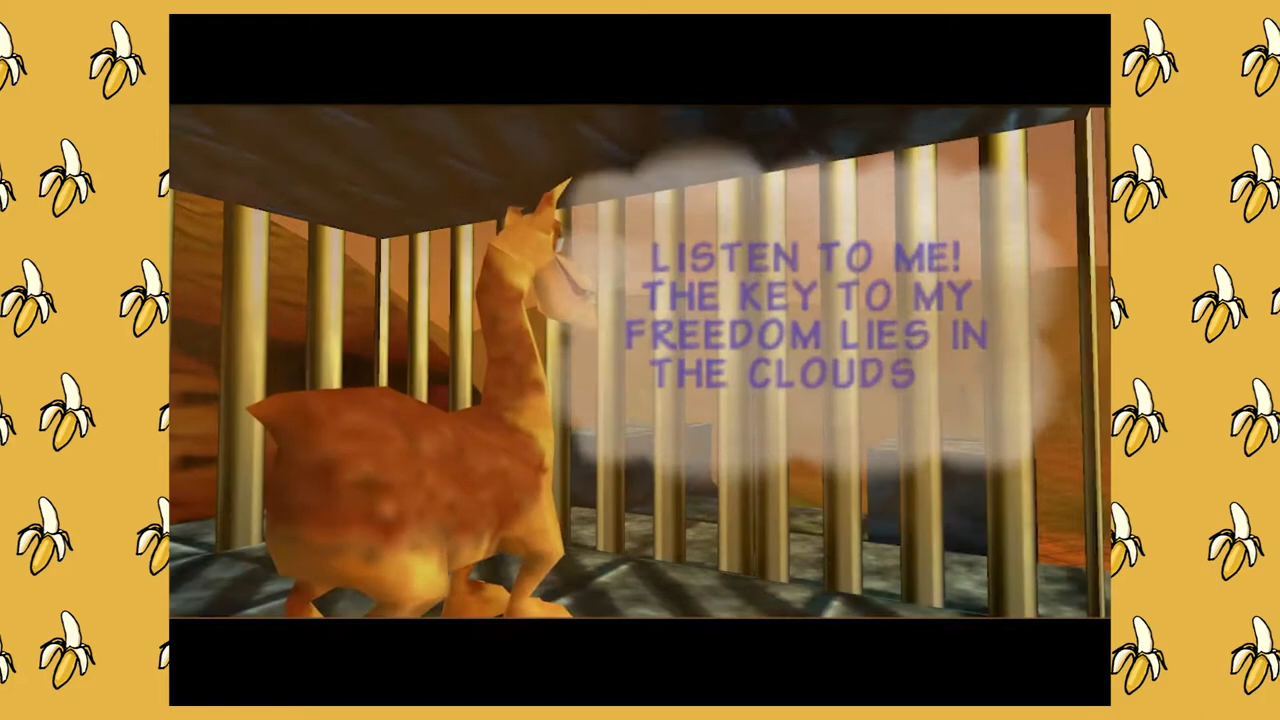 LISTEN TO ME!
THE KEY TO MY
FREEDOM LIES IN
THE CLOUDS